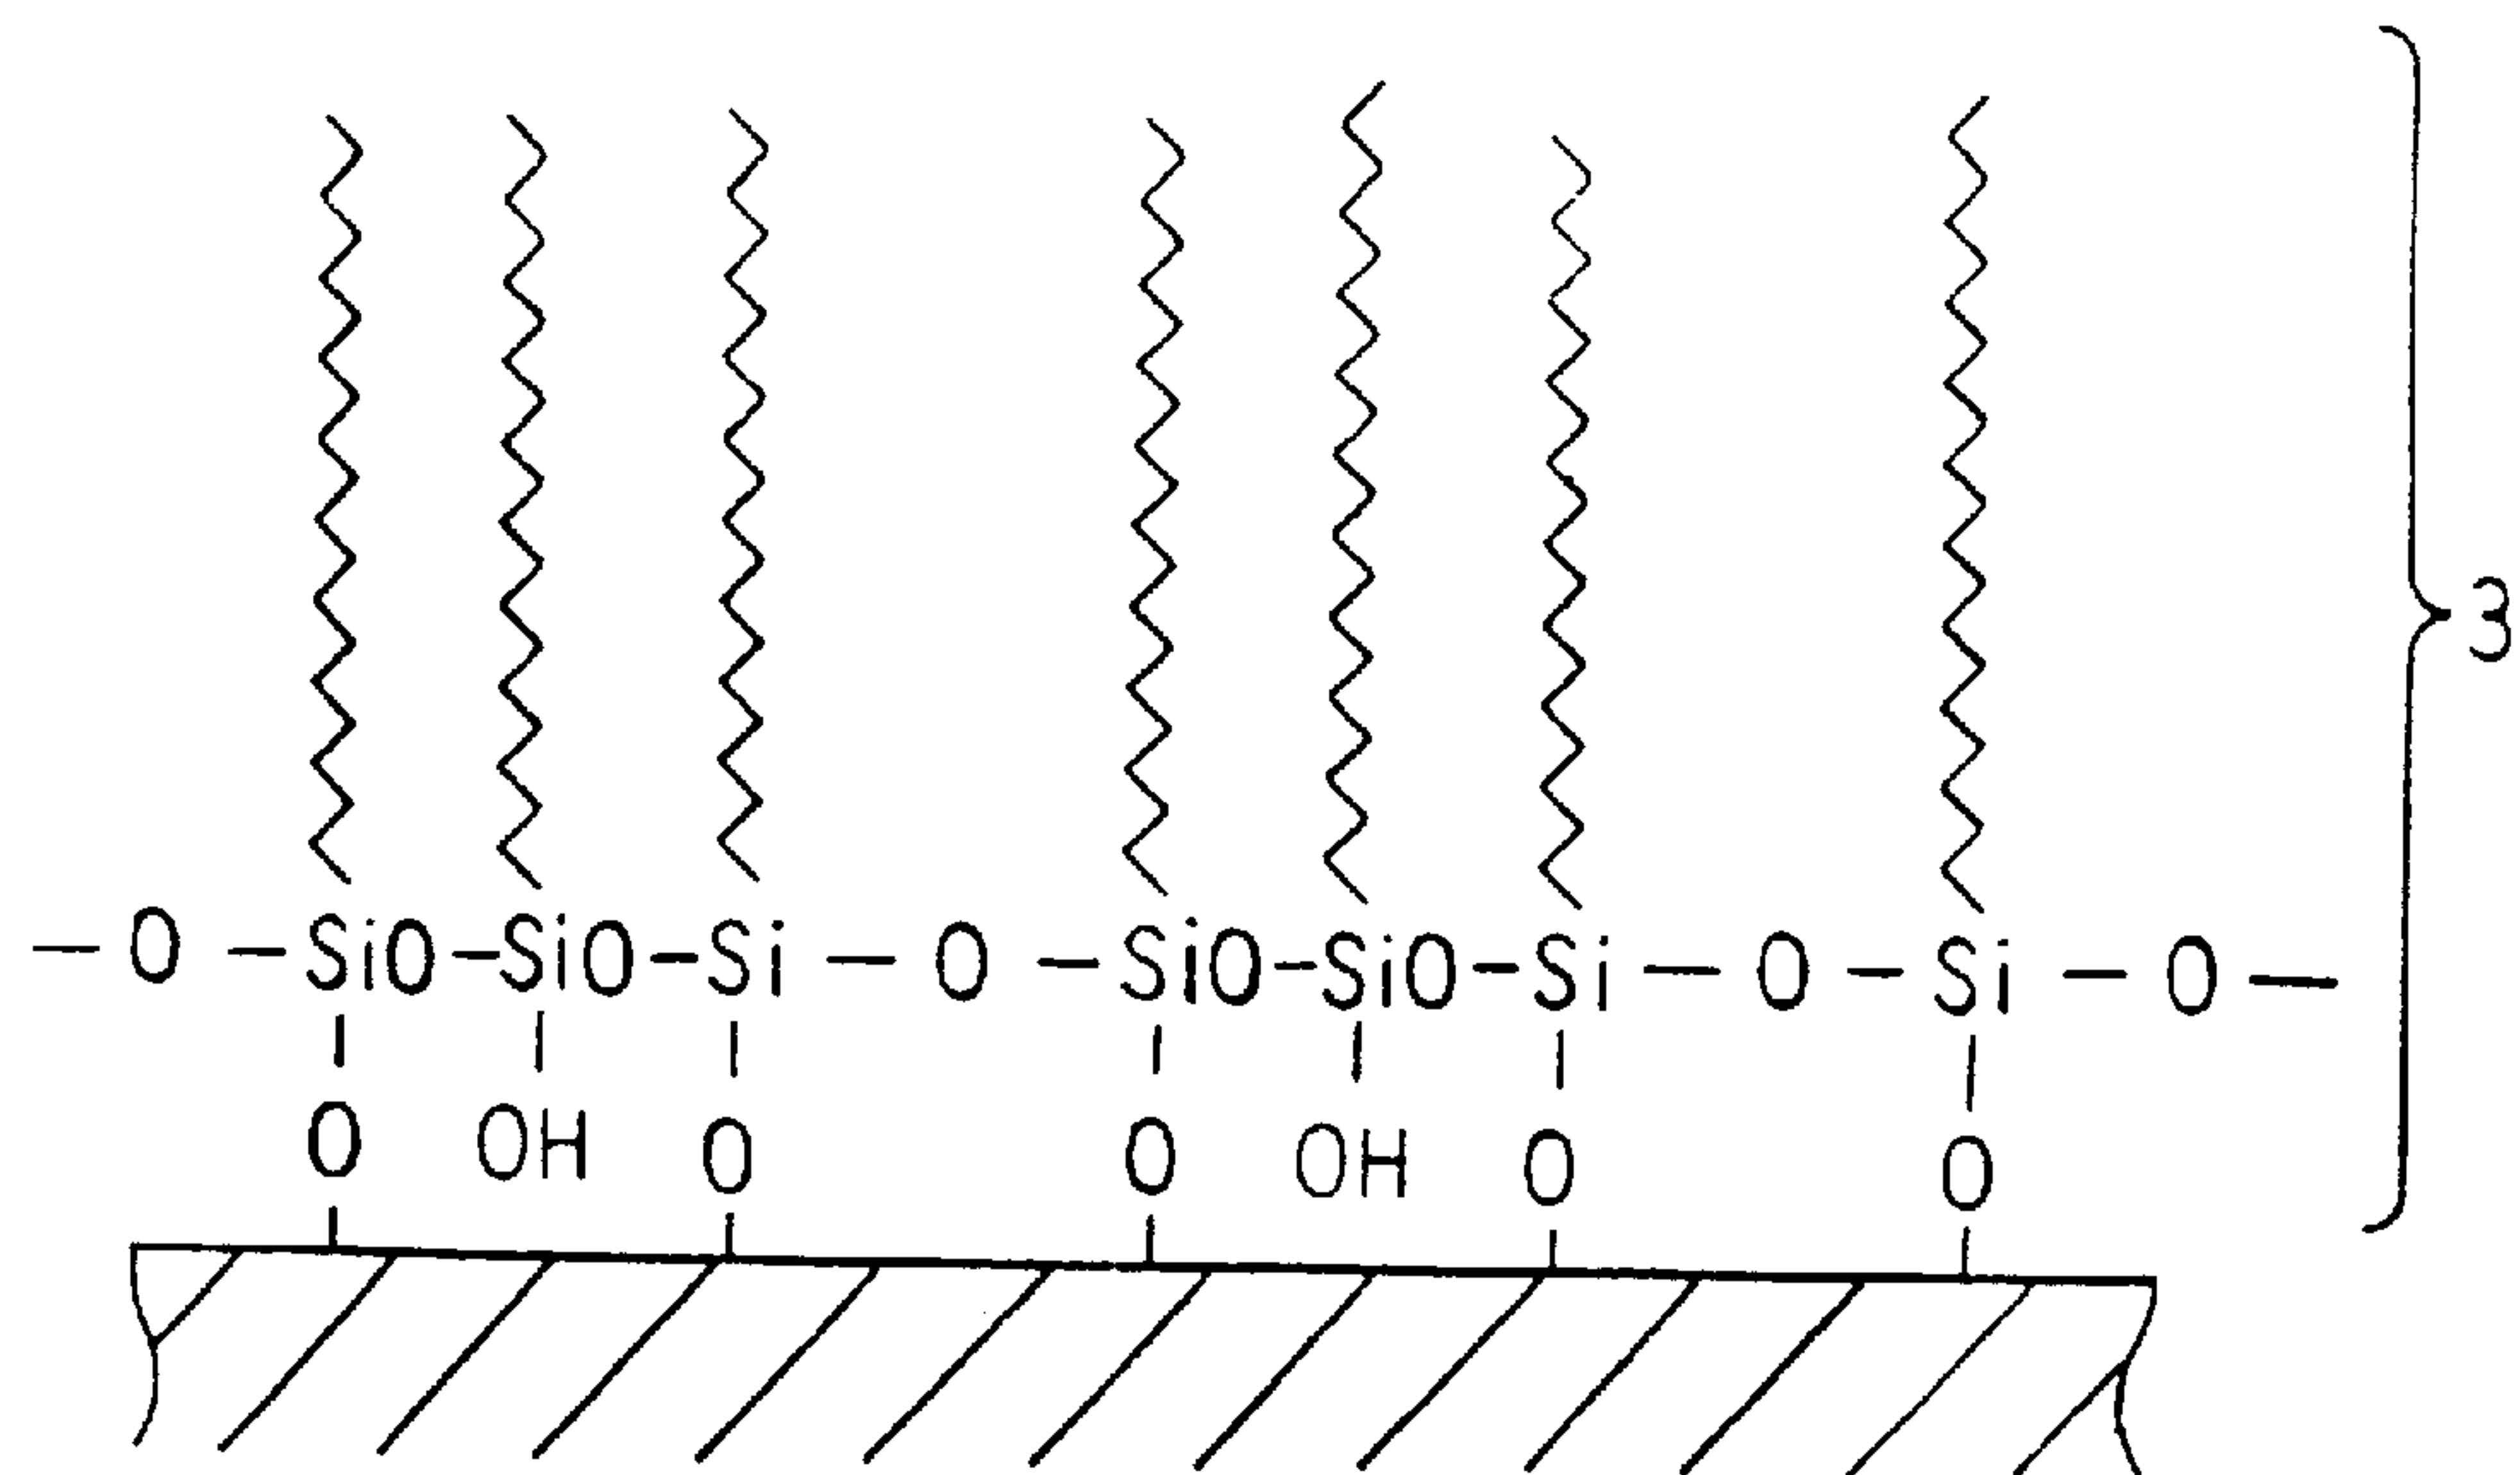 3
— O — SiO – SiO – Si — O — SiO – SiO – Si — O — Si — O —
O OH O O OH O O